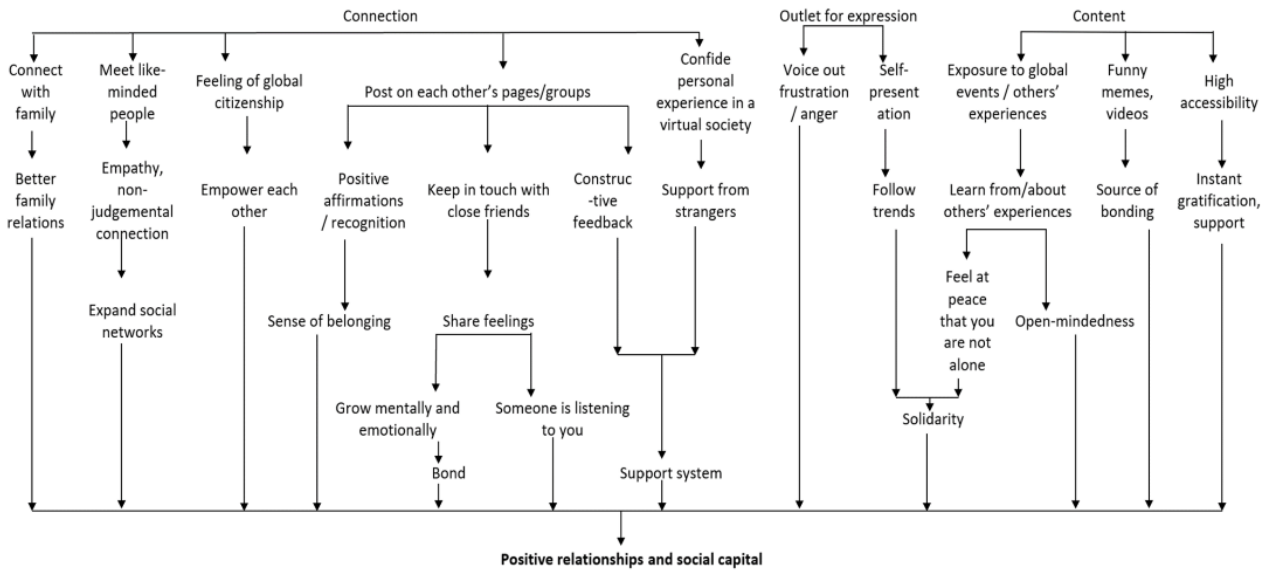 Connection
Outlet for expression
Content
Connect
with
family
Meet like-
minded
people
Feeling of global
citizenship
Post on each other's pages/groups
Confide
personal
experience in a
virtual society
Voice out
frustration
/ anger
Self-
present
ation
Exposure to global
events / others'
experiences
Funny
memes,
videos
High
accessibility
Better
family
relations
Empathy,
non-
judgemental
connection
Empower each
other
Positive
affirmations
/ recognition
Keep in touch with
close friends
Construc
-tive
feedback
Support from
strangers
Follow
trends
Learn from/about
others' experiences
Source of
bonding
Instant
gratification,
support
Expand social
networks
Sense of belonging
Share feelings
Feel at
peace
that you
are not
alone
Open-mindedness
Grow mentally and
emotionally
Someone is listening
to you
Solidarity
Bond
Support system
Positive relationships and social capital